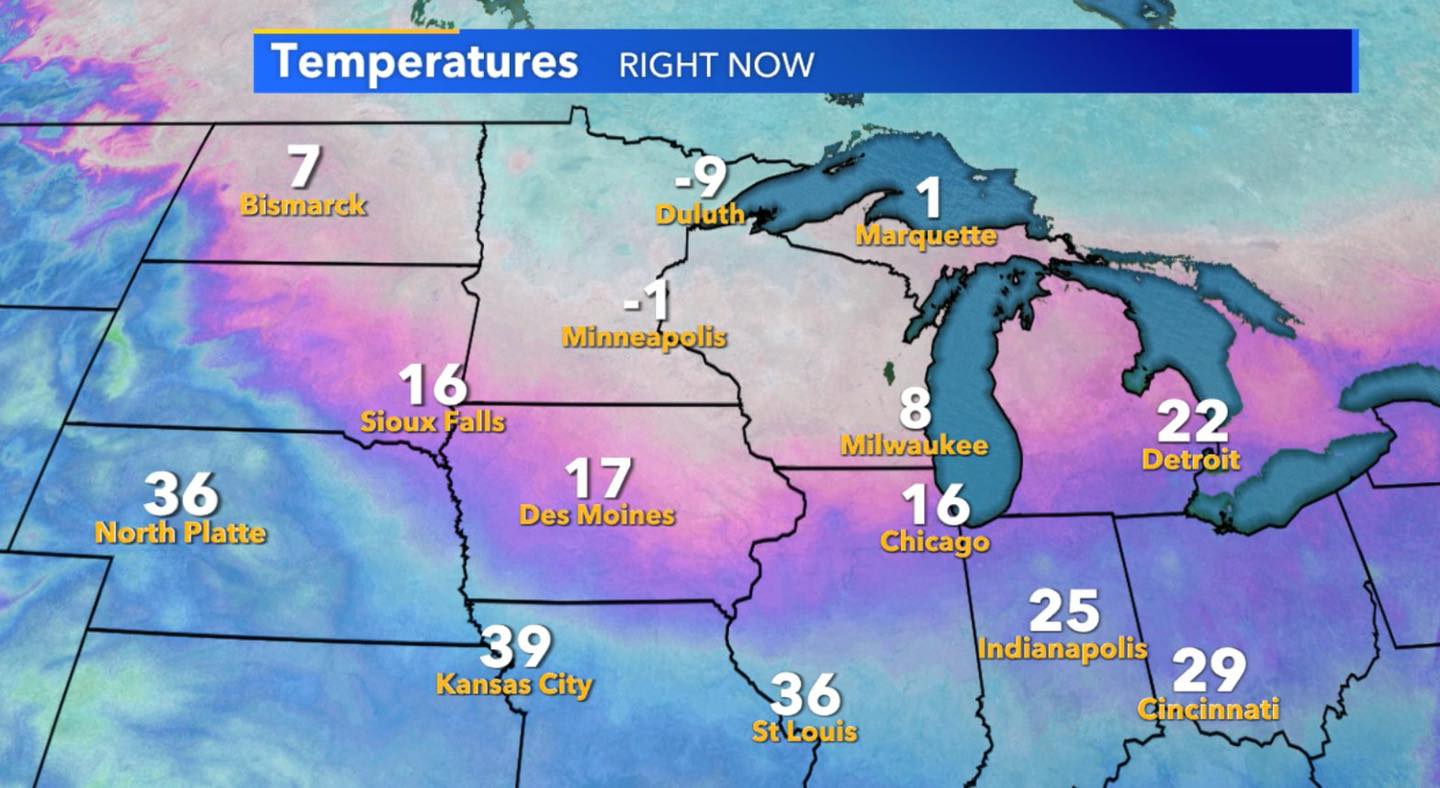 Temperatures RIGHT NOW
7
Bismarck
-9
Duluth
1
Marquette
-1
Minneapolis
16
Sioux Falls
8
Milwaukee
22
Detroit
36
North Platte
17
Des Moines
16
Chicago
25
Indianapolis
39
Kansas City
36
St Louis
29
Cincinnati